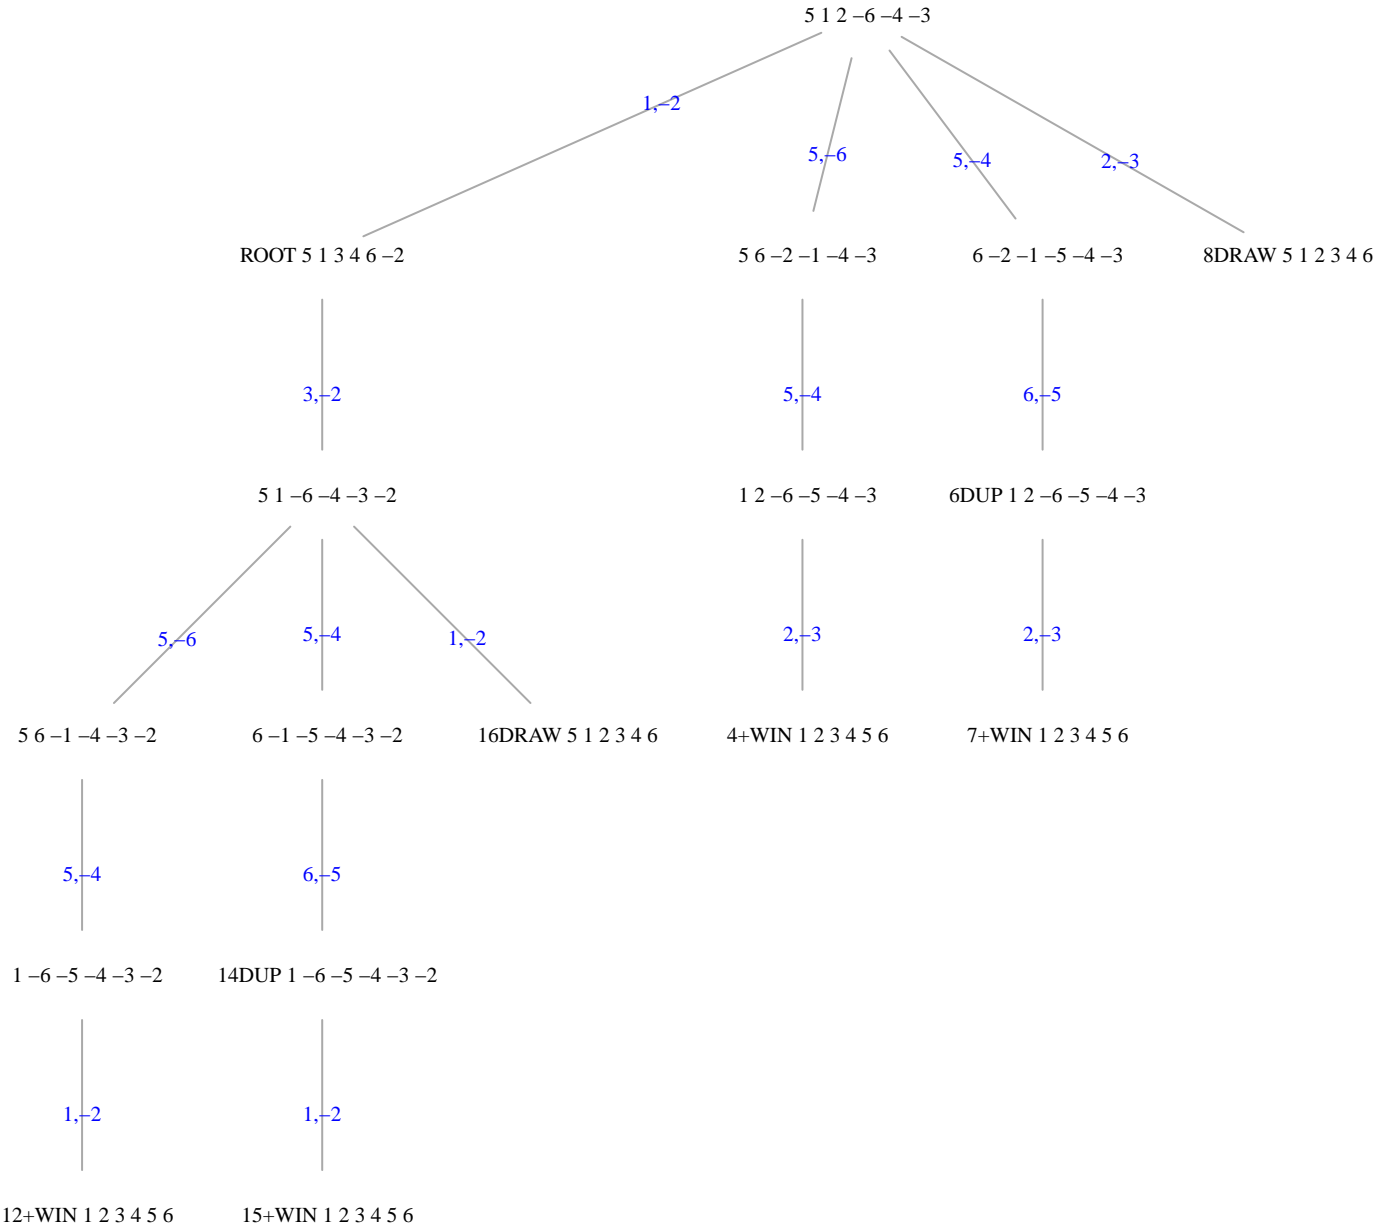 5 1 2 –6 –4 –3
1,–2
5,–6
5,–4
2,–3
ROOT 5 1 3 4 6 –2
5 6 –2 –1 –4 –3
6 –2 –1 –5 –4 –3
8DRAW 5 1 2 3 4 6
3,–2
5,–4
6,–5
5 1 –6 –4 –3 –2
1 2 –6 –5 –4 –3
6DUP 1 2 –6 –5 –4 –3
5,–6
5,–4
1,–2
2,–3
2,–3
5 6 –1 –4 –3 –2
6 –1 –5 –4 –3 –2
16DRAW 5 1 2 3 4 6
4+WIN 1 2 3 4 5 6
7+WIN 1 2 3 4 5 6
5,–4
6,–5
1 –6 –5 –4 –3 –2
14DUP 1 –6 –5 –4 –3 –2
1,–2
1,–2
12+WIN 1 2 3 4 5 6
15+WIN 1 2 3 4 5 6